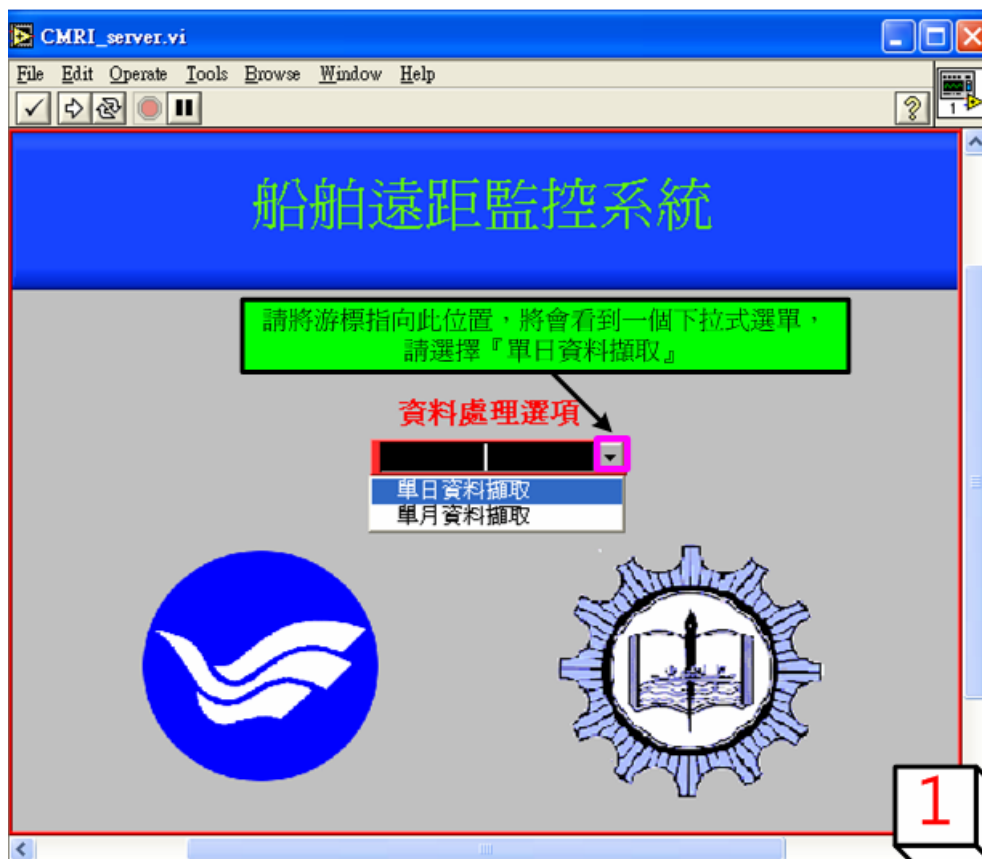 CMRI_server.vi
File Edit Operate Tools Browse Window Help
1
船舶遠距監控系統
請將游標指向此位置，將會看到一個下拉式選單，
請選擇『單日資料擷取』
資料處理選項
單日資料擷取
單月資料擷取
1